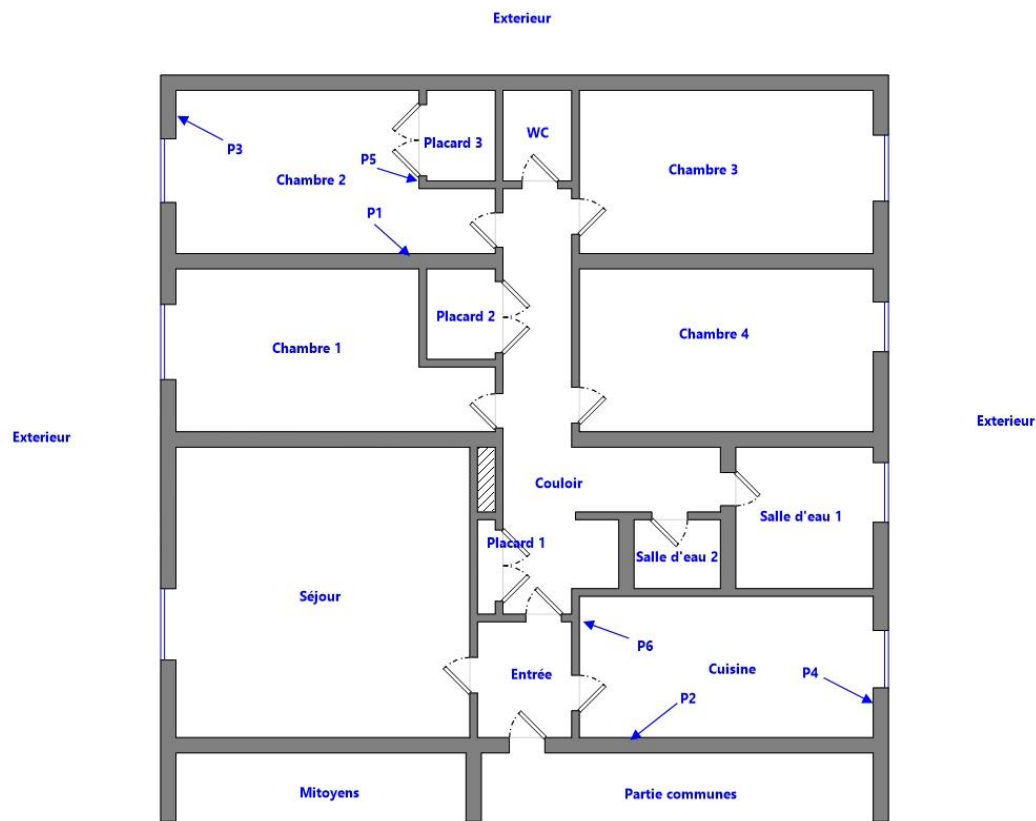 Exterieur
P3
Placard 3
WC
P5
Chambre 2
Chambre 3
P1
Placard 2
Chambre 1
Chambre 4
Exterieur
Exterieur
Couloir
Salle d'eau 1
Placard 1
Salle d'eau 2
Séjour
P6
Entrée
Cuisine
P4
P2
Mitoyens
Partie communes